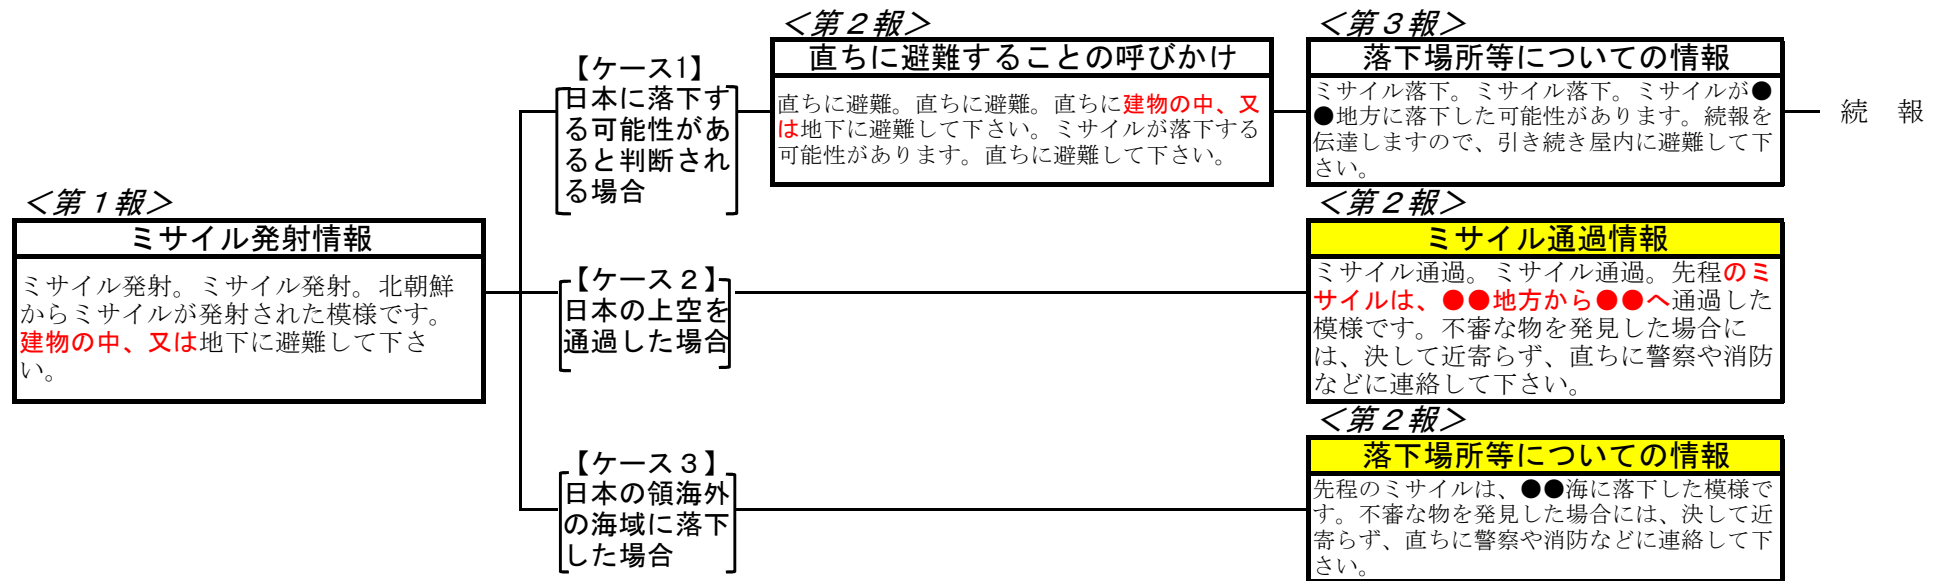 ＜第１報＞
ミサイル発射情報
ミサイル発射。ミサイル発射。北朝鮮
からミサイルが発射された模様です。
建物の中、又は地下に避難して下さ
い。
【ケース1】
日本に落下す
る可能性があ
ると判断され
る場合
＜第２報＞
直ちに避難することの呼びかけ
直ちに避難。直ちに避難。直ちに建物の中、又
は地下に避難して下さい。ミサイルが落下する
可能性があります。直ちに避難して下さい。
＜第３報＞
落下場所等についての情報
ミサイル落下。ミサイル落下。ミサイルが●
●地方に落下した可能性があります。続報を
伝達しますので、引き続き屋内に避難して下
さい。
続　報
【ケース２】
日本の上空を
通過した場合
＜第２報＞
ミサイル通過情報
ミサイル通過。ミサイル通過。先程のミ
サイルは、●●地方から●●へ通過した
模様です。不審な物を発見した場合に
は、決して近寄らず、直ちに警察や消防
などに連絡して下さい。
【ケース３】
日本の領海外
の海域に落下
した場合
＜第２報＞
落下場所等についての情報
先程のミサイルは、●●海に落下した模様で
す。不審な物を発見した場合には、決して近
寄らず、直ちに警察や消防などに連絡して下
さい。